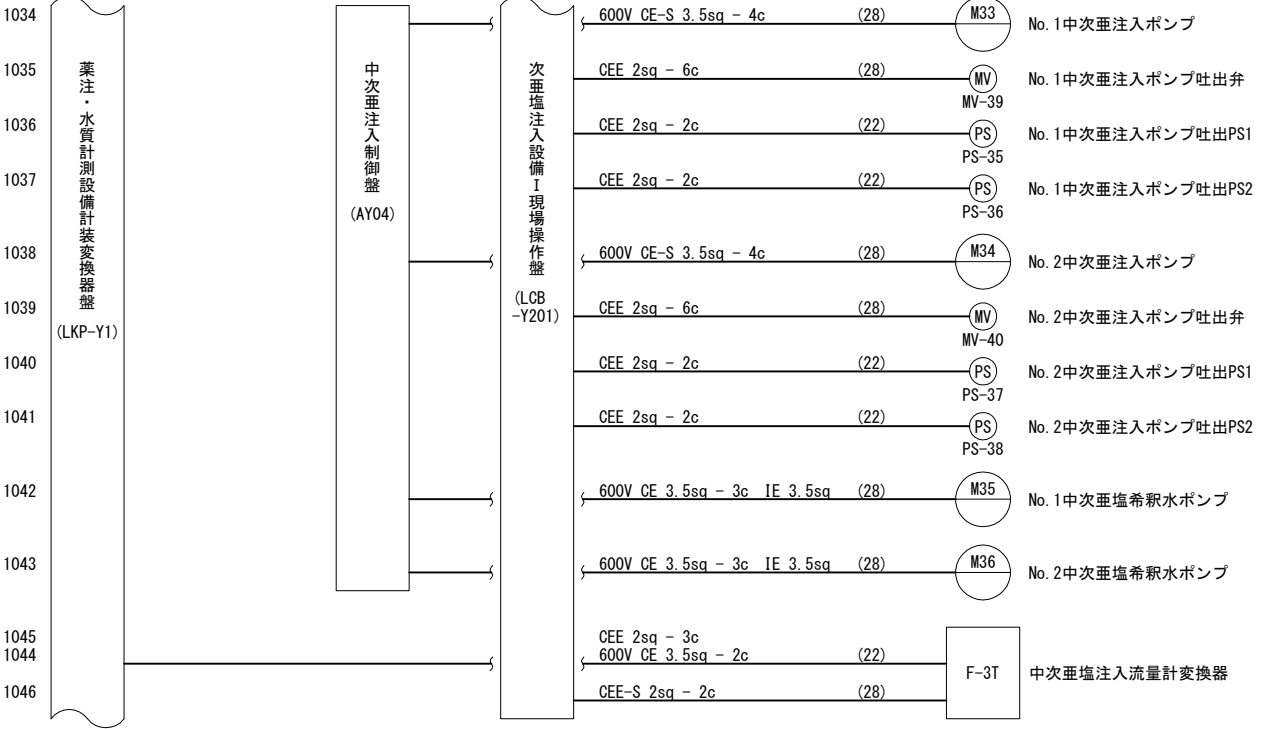 薬注・水質計測設備計装変換器盤
(LKP-Y1)
中次亜注入制御盤
(AY04)
次亜塩注入設備I現場操作盤
(LCB
-Y201)
1034 600V CE-S 3.5sq - 4c (28) M33 No.1中次亜注入ポンプ
1035 CEE 2sq - 6c (28) MV No.1中次亜注入ポンプ吐出弁
MV-39
1036 CEE 2sq - 2c (22) PS No.1中次亜注入ポンプ吐出PS1
PS-35
1037 CEE 2sq - 2c (22) PS No.1中次亜注入ポンプ吐出PS2
PS-36
1038 600V CE-S 3.5sq - 4c (28) M34 No.2中次亜注入ポンプ
1039 CEE 2sq - 6c (28) MV No.2中次亜注入ポンプ吐出弁
MV-40
1040 CEE 2sq - 2c (22) PS No.2中次亜注入ポンプ吐出PS1
PS-37
1041 CEE 2sq - 2c (22) PS No.2中次亜注入ポンプ吐出PS2
PS-38
1042 600V CE 3.5sq - 3c IE 3.5sq (28) M35 No.1中次亜塩希釈水ポンプ
1043 600V CE 3.5sq - 3c IE 3.5sq (28) M36 No.2中次亜塩希釈水ポンプ
1045 CEE 2sq - 3c
1044 600V CE 3.5sq - 2c (22)
F-3T 中次亜塩注入流量計変換器
1046 CEE-S 2sq - 2c (28)